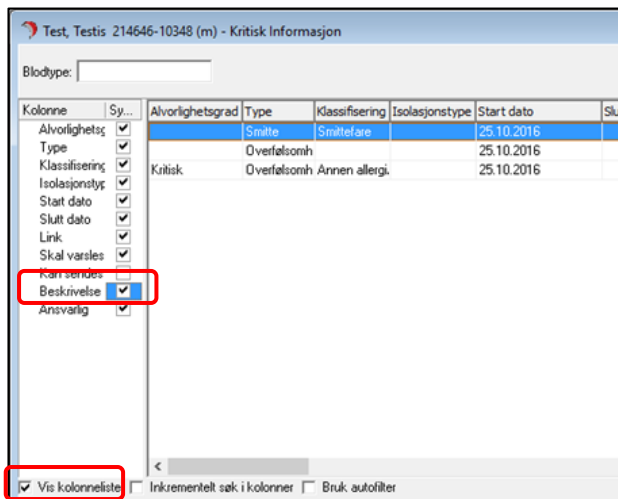 Test, Testis 214646-10348 (m) - Kritisk Informasjon
Blodtype:
Kolonne Sy...
Alvorlighetsg
Type
Klassifisering
Isolasjonstyp
Start dato
Slutt dato
Link
Skal varsles
Kan sendes
Beskrivelse
Ansvarlig
Alvorlighetsgrad Type Klassifisering Isolasjonstype Start dato Slu
Smitte Smittefare 25.10.2016
Overfølsomh 25.10.2016
Kritisk Overfølsomh Annen allergi. 25.10.2016
Vis kolonneliste Inkrementelt søk i kolonner Bruk autofilter